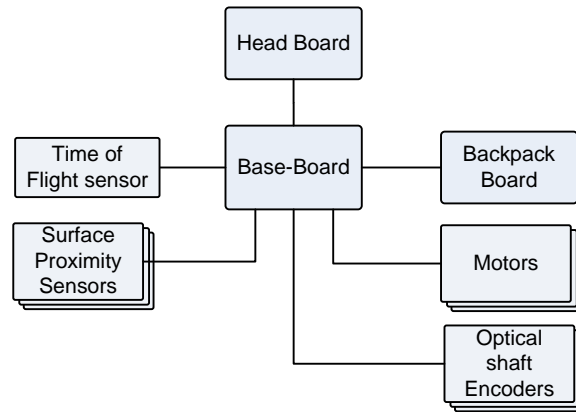 Head Board
Time of
Flight sensor
Base-Board
Backpack
Board
Surface
Proximity
Sensors
Motors
Optical
shaft
Encoders